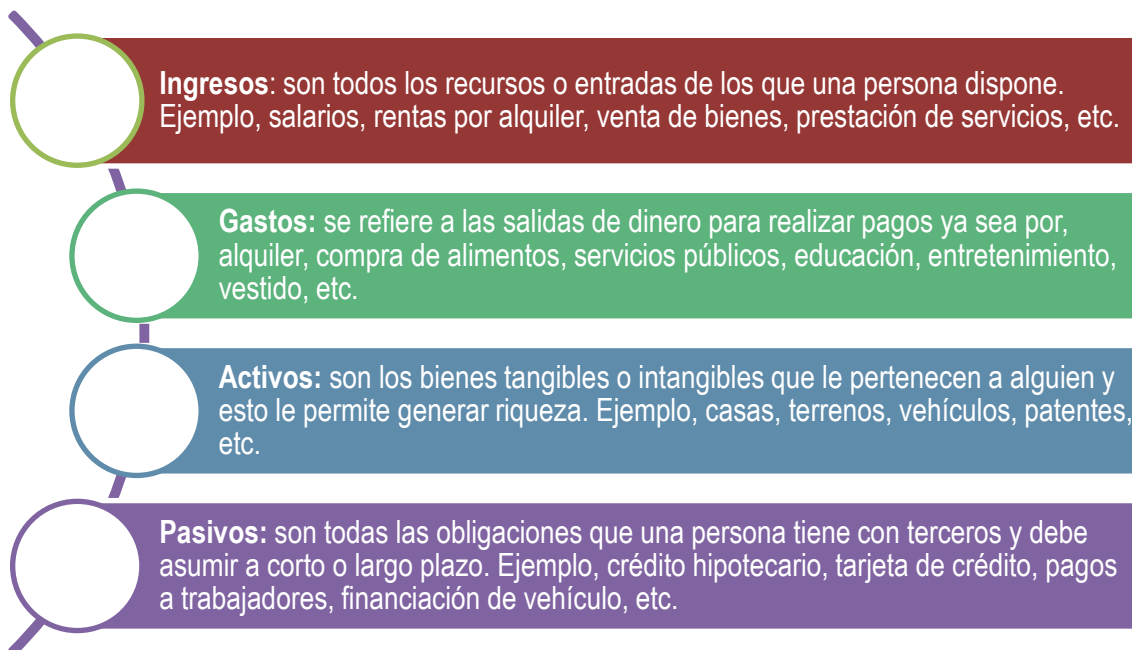 Ingresos: son todos los recursos o entradas de los que una persona dispone.
Ejemplo, salarios, rentas por alquiler, venta de bienes, prestación de servicios, etc.
Gastos: se refiere a las salidas de dinero para realizar pagos ya sea por,
alquiler, compra de alimentos, servicios públicos, educación, entretenimiento,
vestido, etc.
Activos: son los bienes tangibles o intangibles que le pertenecen a alguien y
esto le permite generar riqueza. Ejemplo, casas, terrenos, vehículos, patentes,
etc.
Pasivos: son todas las obligaciones que una persona tiene con terceros y debe
asumir a corto o largo plazo. Ejemplo, crédito hipotecario, tarjeta de crédito, pagos
a trabajadores, financiación de vehículo, etc.